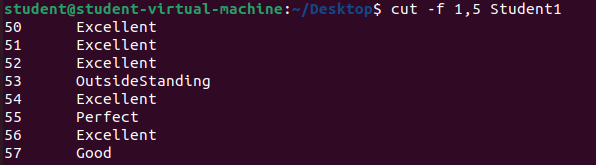 student@student-virtual-machine:~/Desktop$ cut -f 1,5 Student1
50 Excellent
51 Excellent
52 Excellent
53 OutsideStanding
54 Excellent
55 Perfect
56 Excellent
57 Good